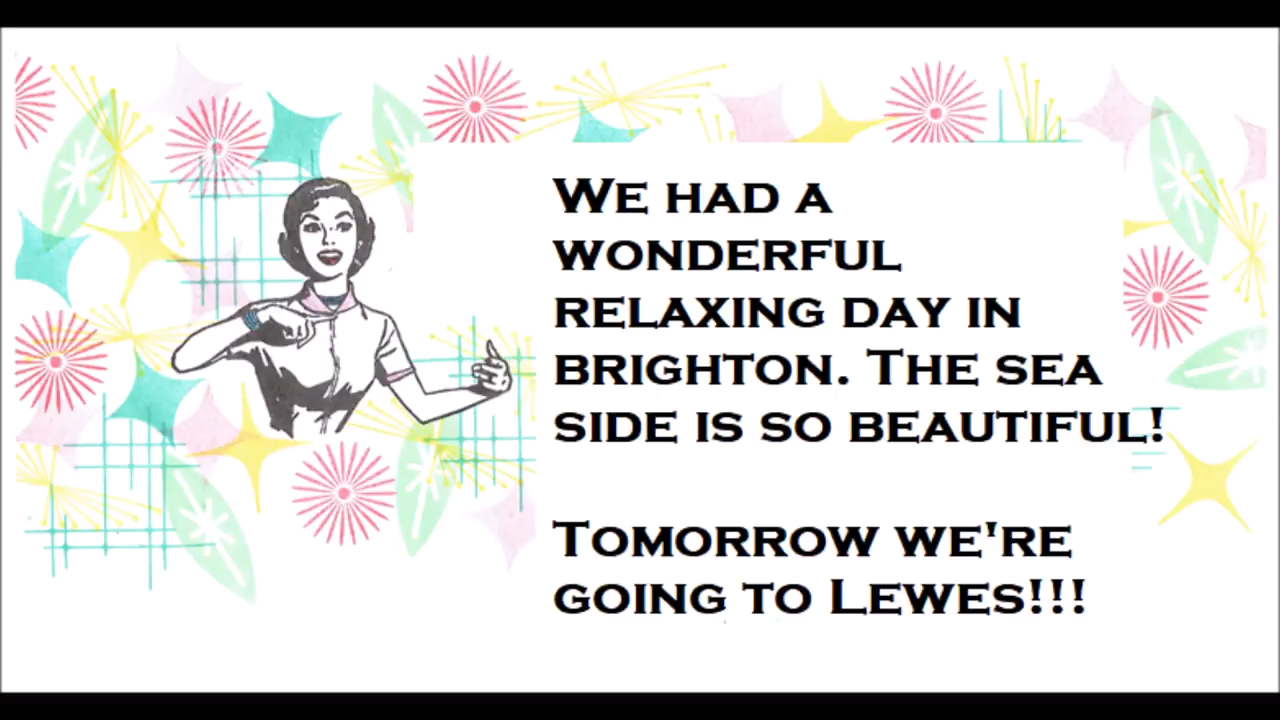 We had a
wonderful
relaxing day in
Brighton. The sea
side is so beautiful!
Tomorrow we're
going to Lewes!!!